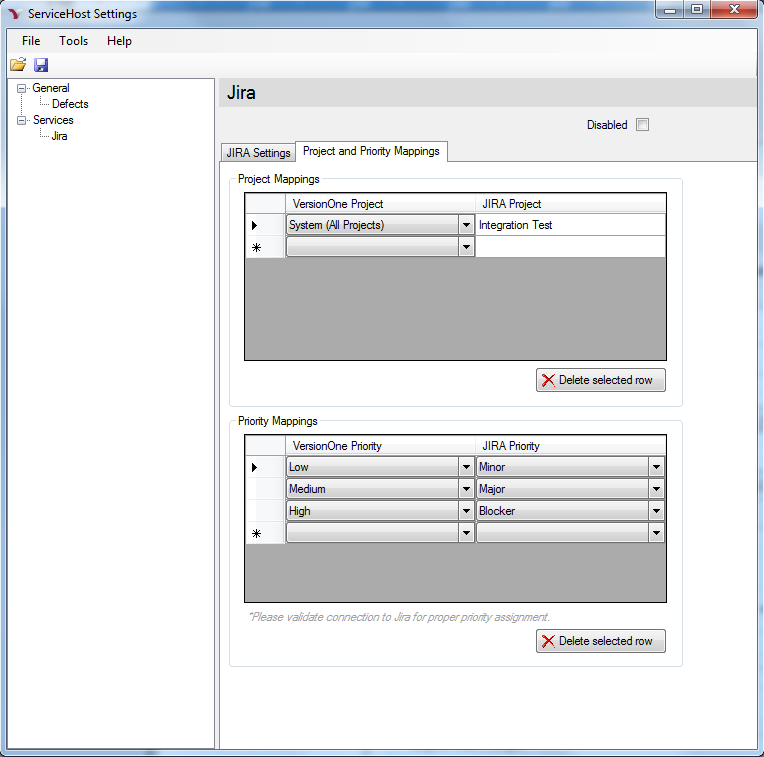 ServiceHost Settings
File Tools Help
General
Defects
Services
Jira
Jira
Disabled
JIRA Settings Project and Priority Mappings
Project Mappings
VersionOne Project JIRA Project
System (All Projects) Integration Test
Delete selected row
Priority Mappings
VersionOne Priority JIRA Priority
Low Minor
Medium Major
High Blocker
*Please validate connection to Jira for proper priority assignment.
Delete selected row